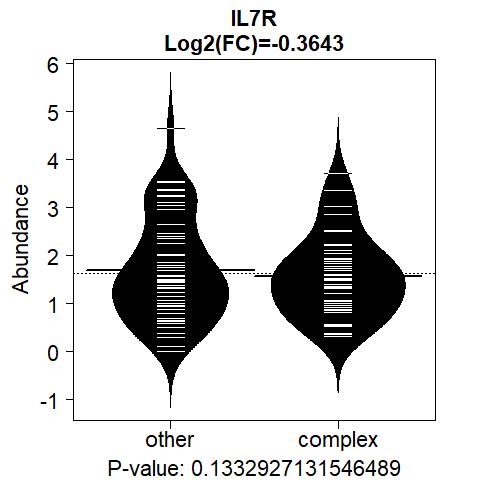 IL7R
Log2(FC)=-0.3643
Abundance
6
5
4
3
2
1
0
-1
other complex
P-value: 0.1332927131546489